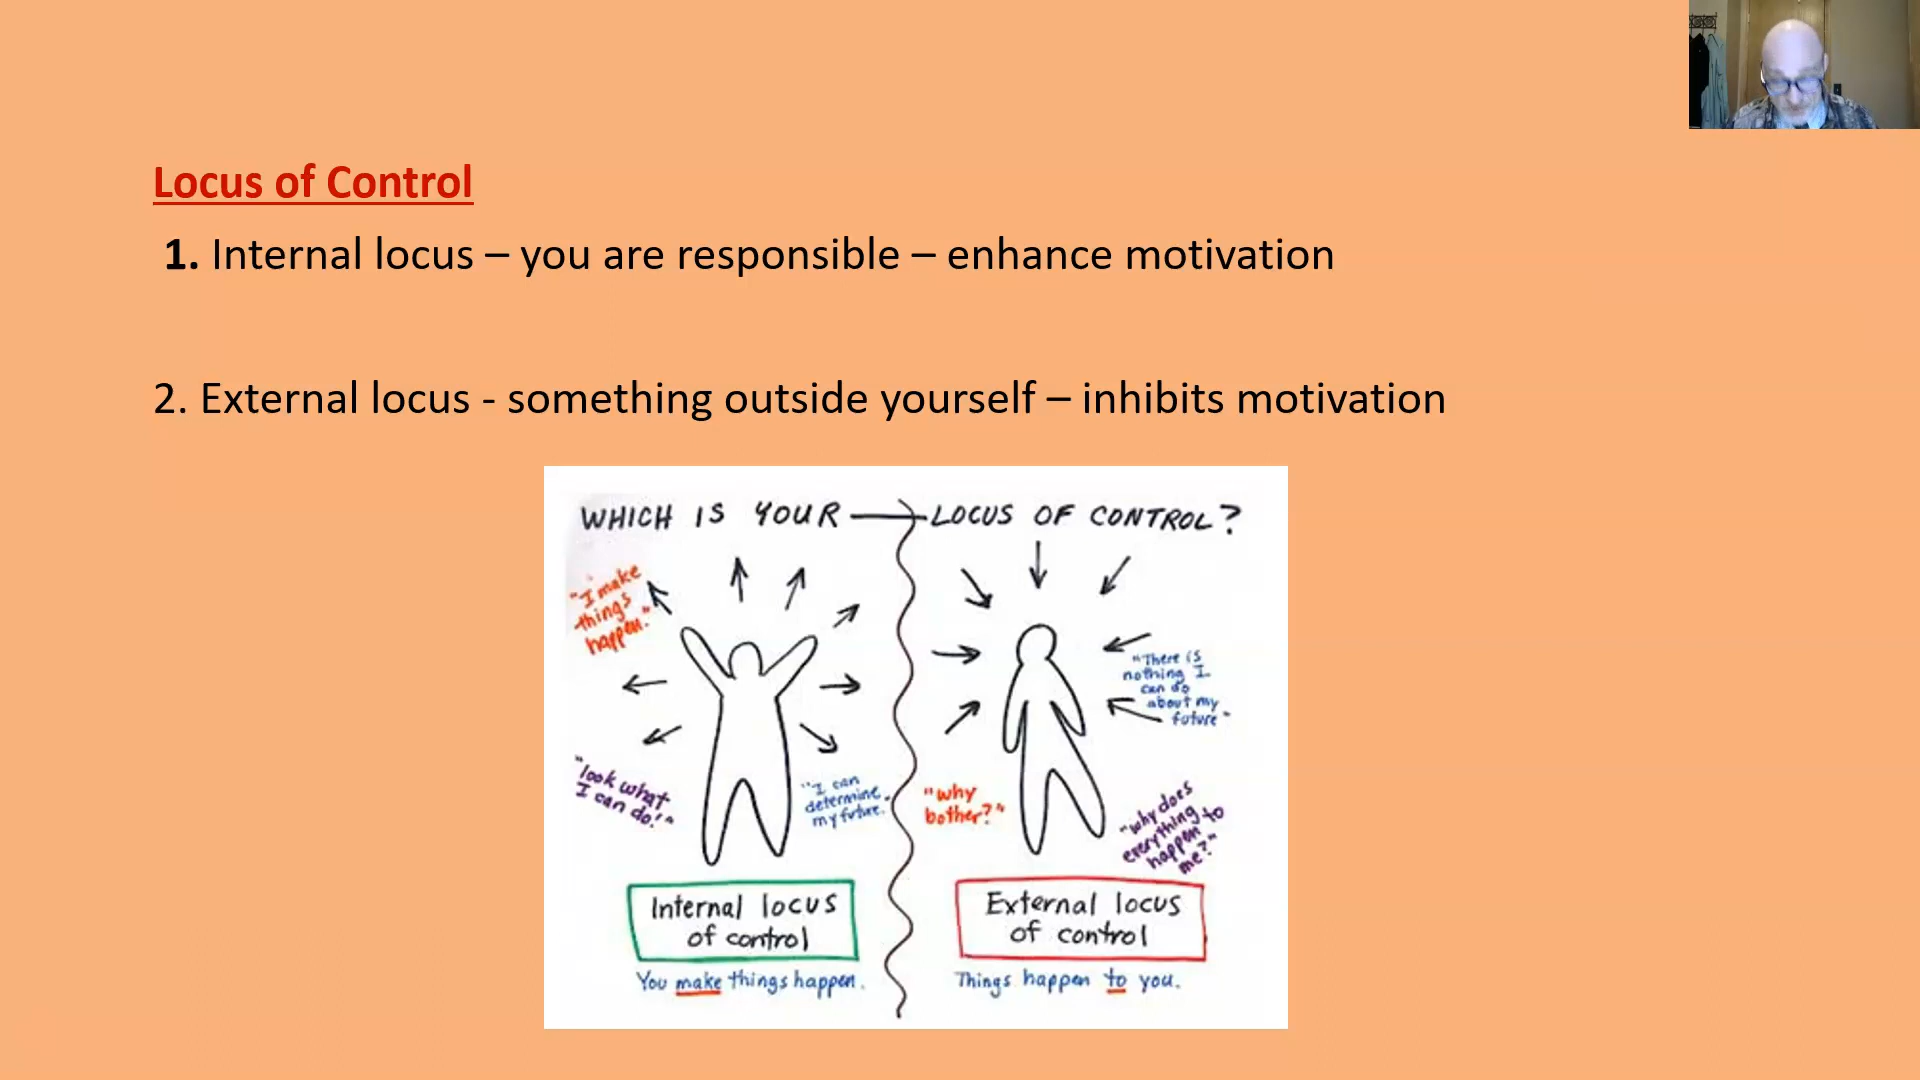 Locus of Control
1. Internal locus – you are responsible – enhance motivation
2. External locus - something outside yourself – inhibits motivation
WHICH IS YOUR LOCUS OF CONTROL?
"I make
things
happen."
"look what
I can do!"
"I can
determine
my future.
"There is
nothing I
can do
about my
future"
"why
bother?"
"why does
everything
happen to
me?"
Internal locus
of control
You make things happen.
External locus
of control
Things happen to you.